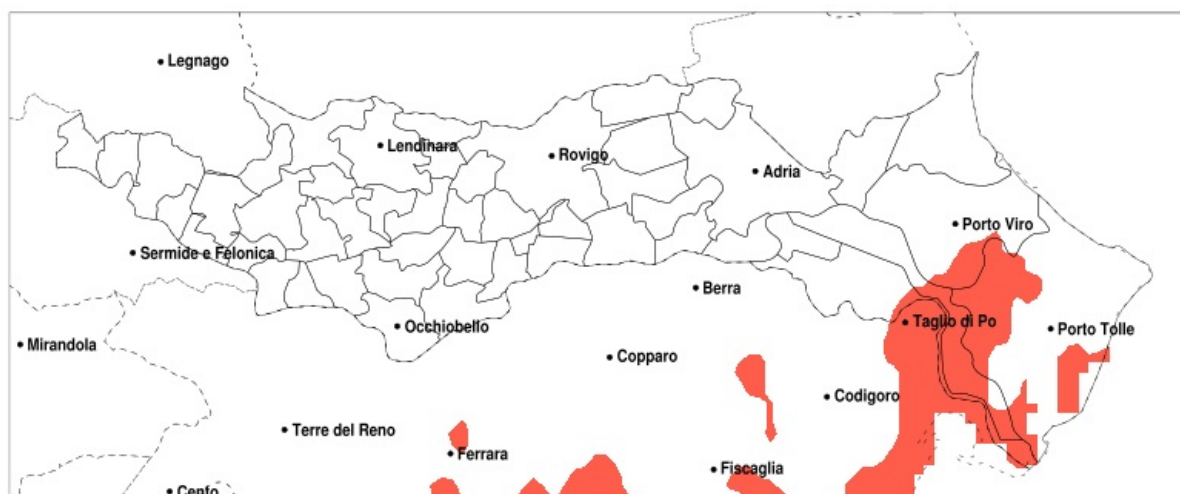 Legnago
Lendinara
Rovigo
Adria
Porto Viro
Sermide e Felonica
Berra
Taglio di Po
Occhiobello
Porto Tolle
Mirandola
Copparo
Codigoro
Terre del Reno
Ferrara
Fiscaglia
Cento